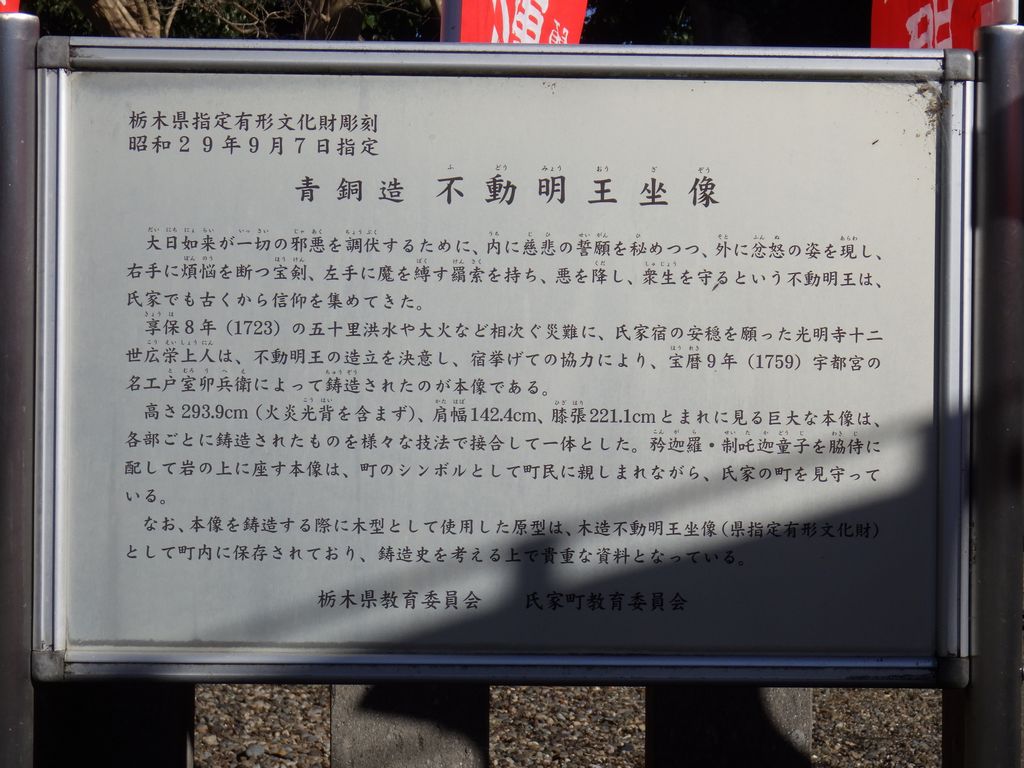 栃木県指定有形文化財彫刻
昭和29年9月7日指定
青銅造 不動明王坐像
大日如来が一切の邪悪を調伏するために、内に慈悲の誓願を秘めつつ、外に忿怒の姿を現し、
右手に煩悩を断つ宝剣、左手に魔を縛す羂索を持ち、悪を降し、衆生を守るという不動明王は、
氏家でも古くから信仰を集めてきた。
享保8年(1723)の五十里洪水や大火など相次ぐ災難に、氏家宿の安穏を願った光明寺十二
世広栄上人は、不動明王の造立を決意し、宿挙げての協力により、宝暦9年(1759)宇都宮の
名工戸室卯兵衛によって鋳造されたのが本像である。
高さ293.9cm(火炎光背を含まず)、肩幅142.4cm、膝張221.1cmとまれに見る巨大な本像は、
各部ごとに鋳造されたものを様々な技法で接合して一体とした。矜迦羅・制吒迦童子を脇侍に
配して岩の上に座す本像は、町のシンボルとして町民に親しまれながら、氏家の町を見守って
いる。
なお、本像を鋳造する際に木型として使用した原型は、木造不動明王坐像(県指定有形文化財)
として町内に保存されており、鋳造史を考える上で貴重な資料となっている。
栃木県教育委員会 氏家町教育委員会